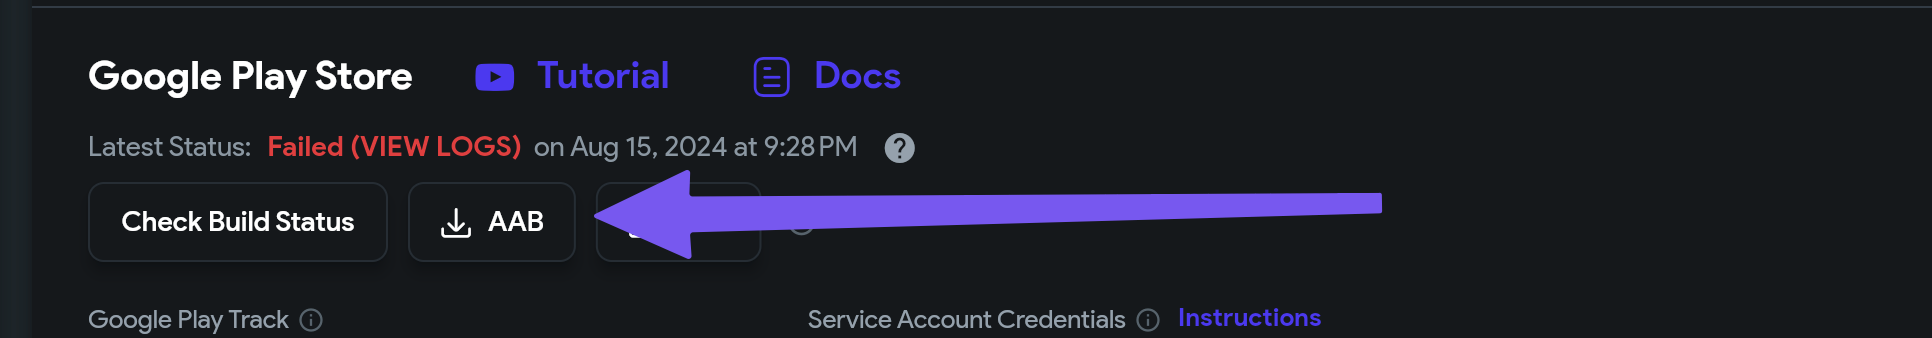 Google Play Store Tutorial Docs
Latest Status: Failed (VIEW LOGS) on Aug 15, 2024 at 9:28 PM ?
Check Build Status AAB
Google Play Track Service Account Credentials Instructions